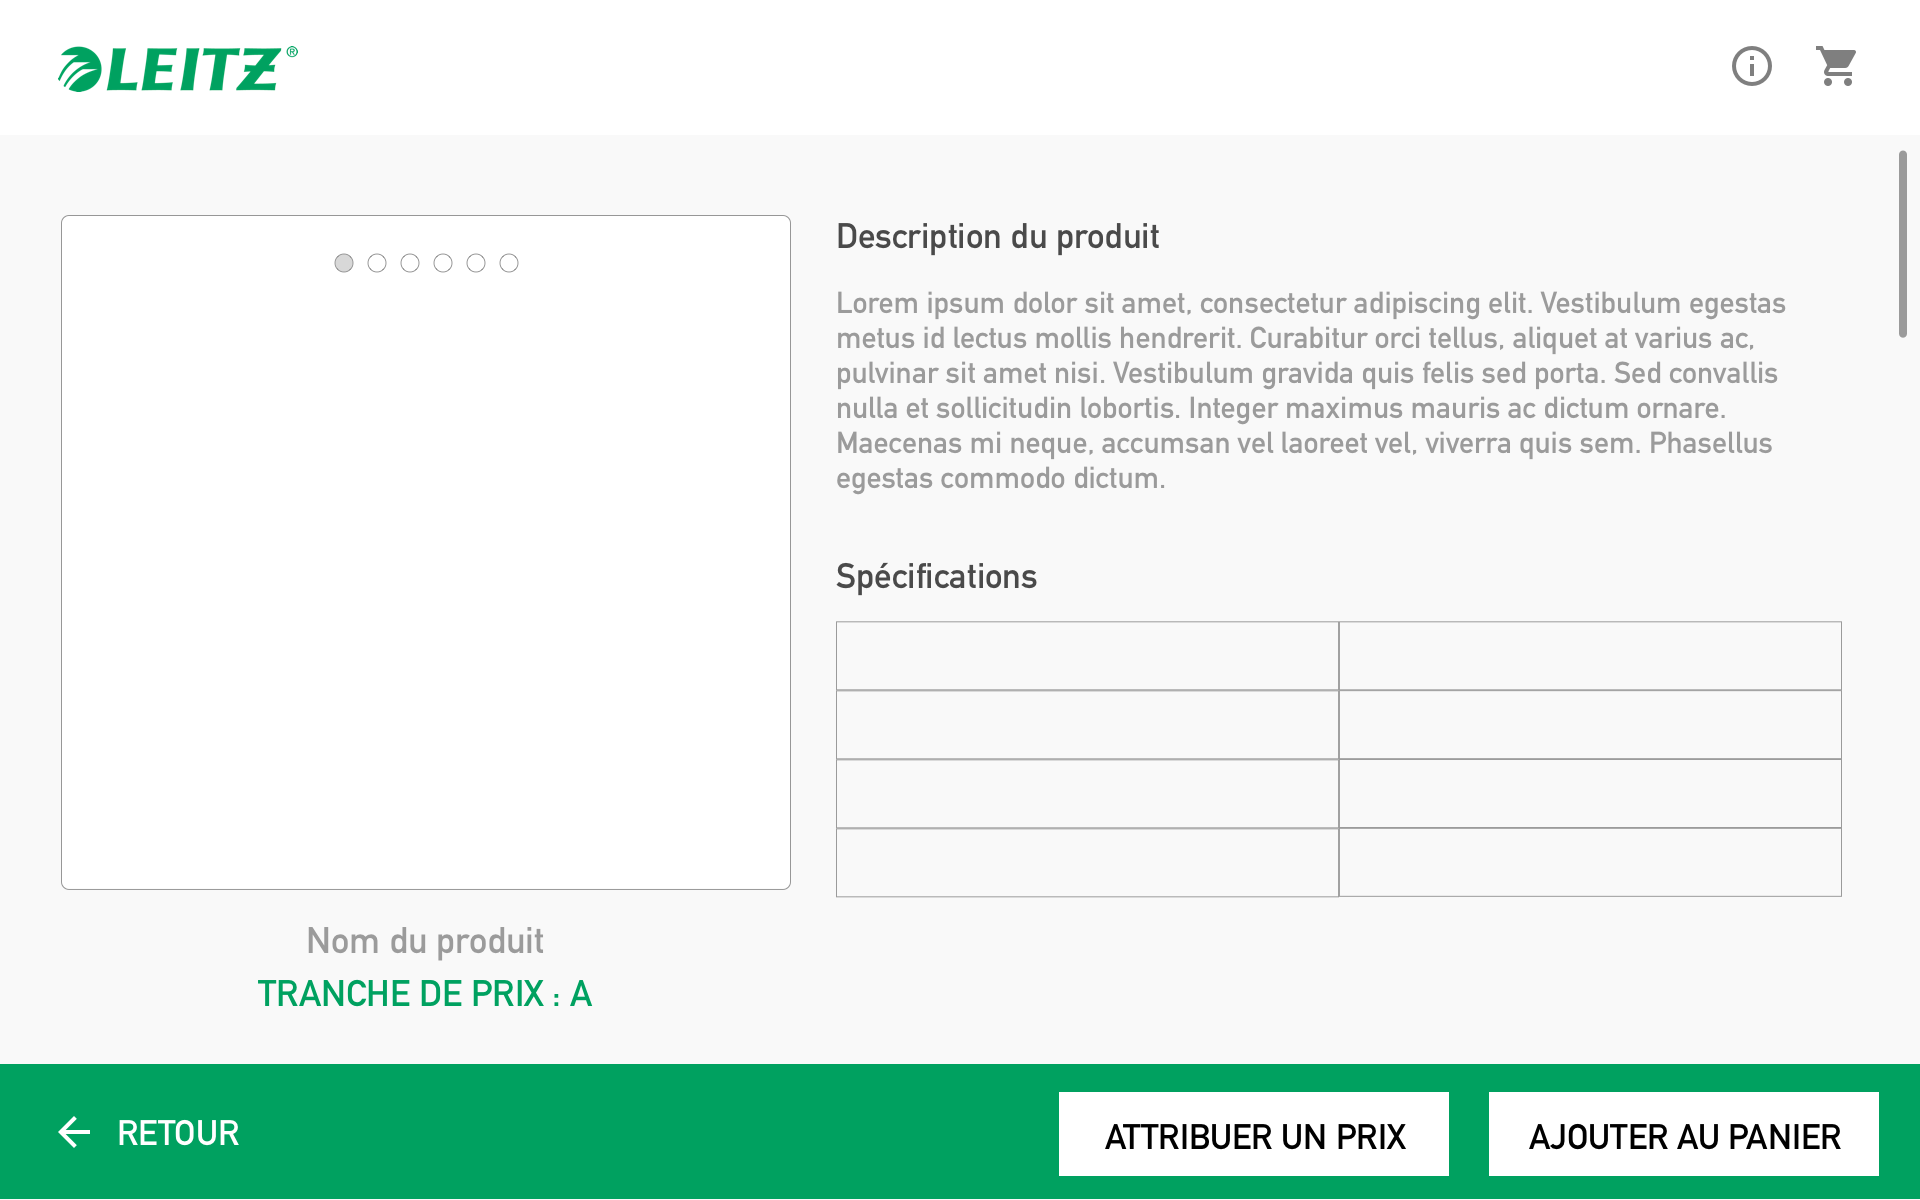 LEITZ®
Description du produit
Lorem ipsum dolor sit amet, consectetur adipiscing elit. Vestibulum egestas
metus id lectus mollis hendrerit. Curabitur orci tellus, aliquet at varius ac,
pulvinar sit amet nisi. Vestibulum gravida quis felis sed porta. Sed convallis
nulla et sollicitudin lobortis. Integer maximus mauris ac dictum ornare.
Maecenas mi neque, accumsan vel laoreet vel, viverra quis sem. Phasellus
egestas commodo dictum.
Spécifications
Nom du produit
TRANCHE DE PRIX : A
RETOUR
ATTRIBUER UN PRIX
AJOUTER AU PANIER